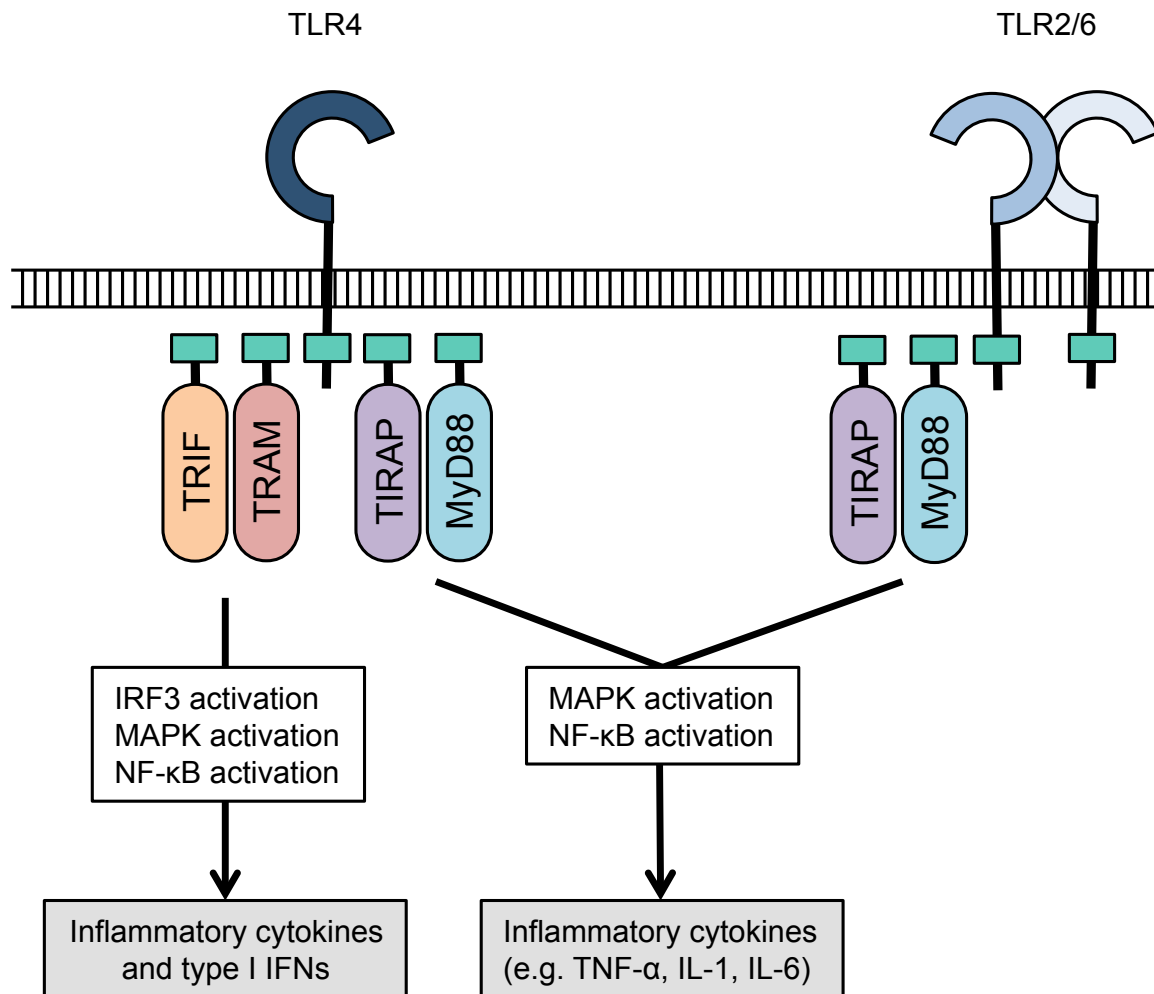 TLR4
TLR2/6
TRIF
TRAM
TIRAP
MyD88
TIRAP
MyD88
IRF3 activation
MAPK activation
NF-κB activation
MAPK activation
NF-κB activation
Inflammatory cytokines
and type I IFNs
Inflammatory cytokines
(e.g. TNF-α, IL-1, IL-6)